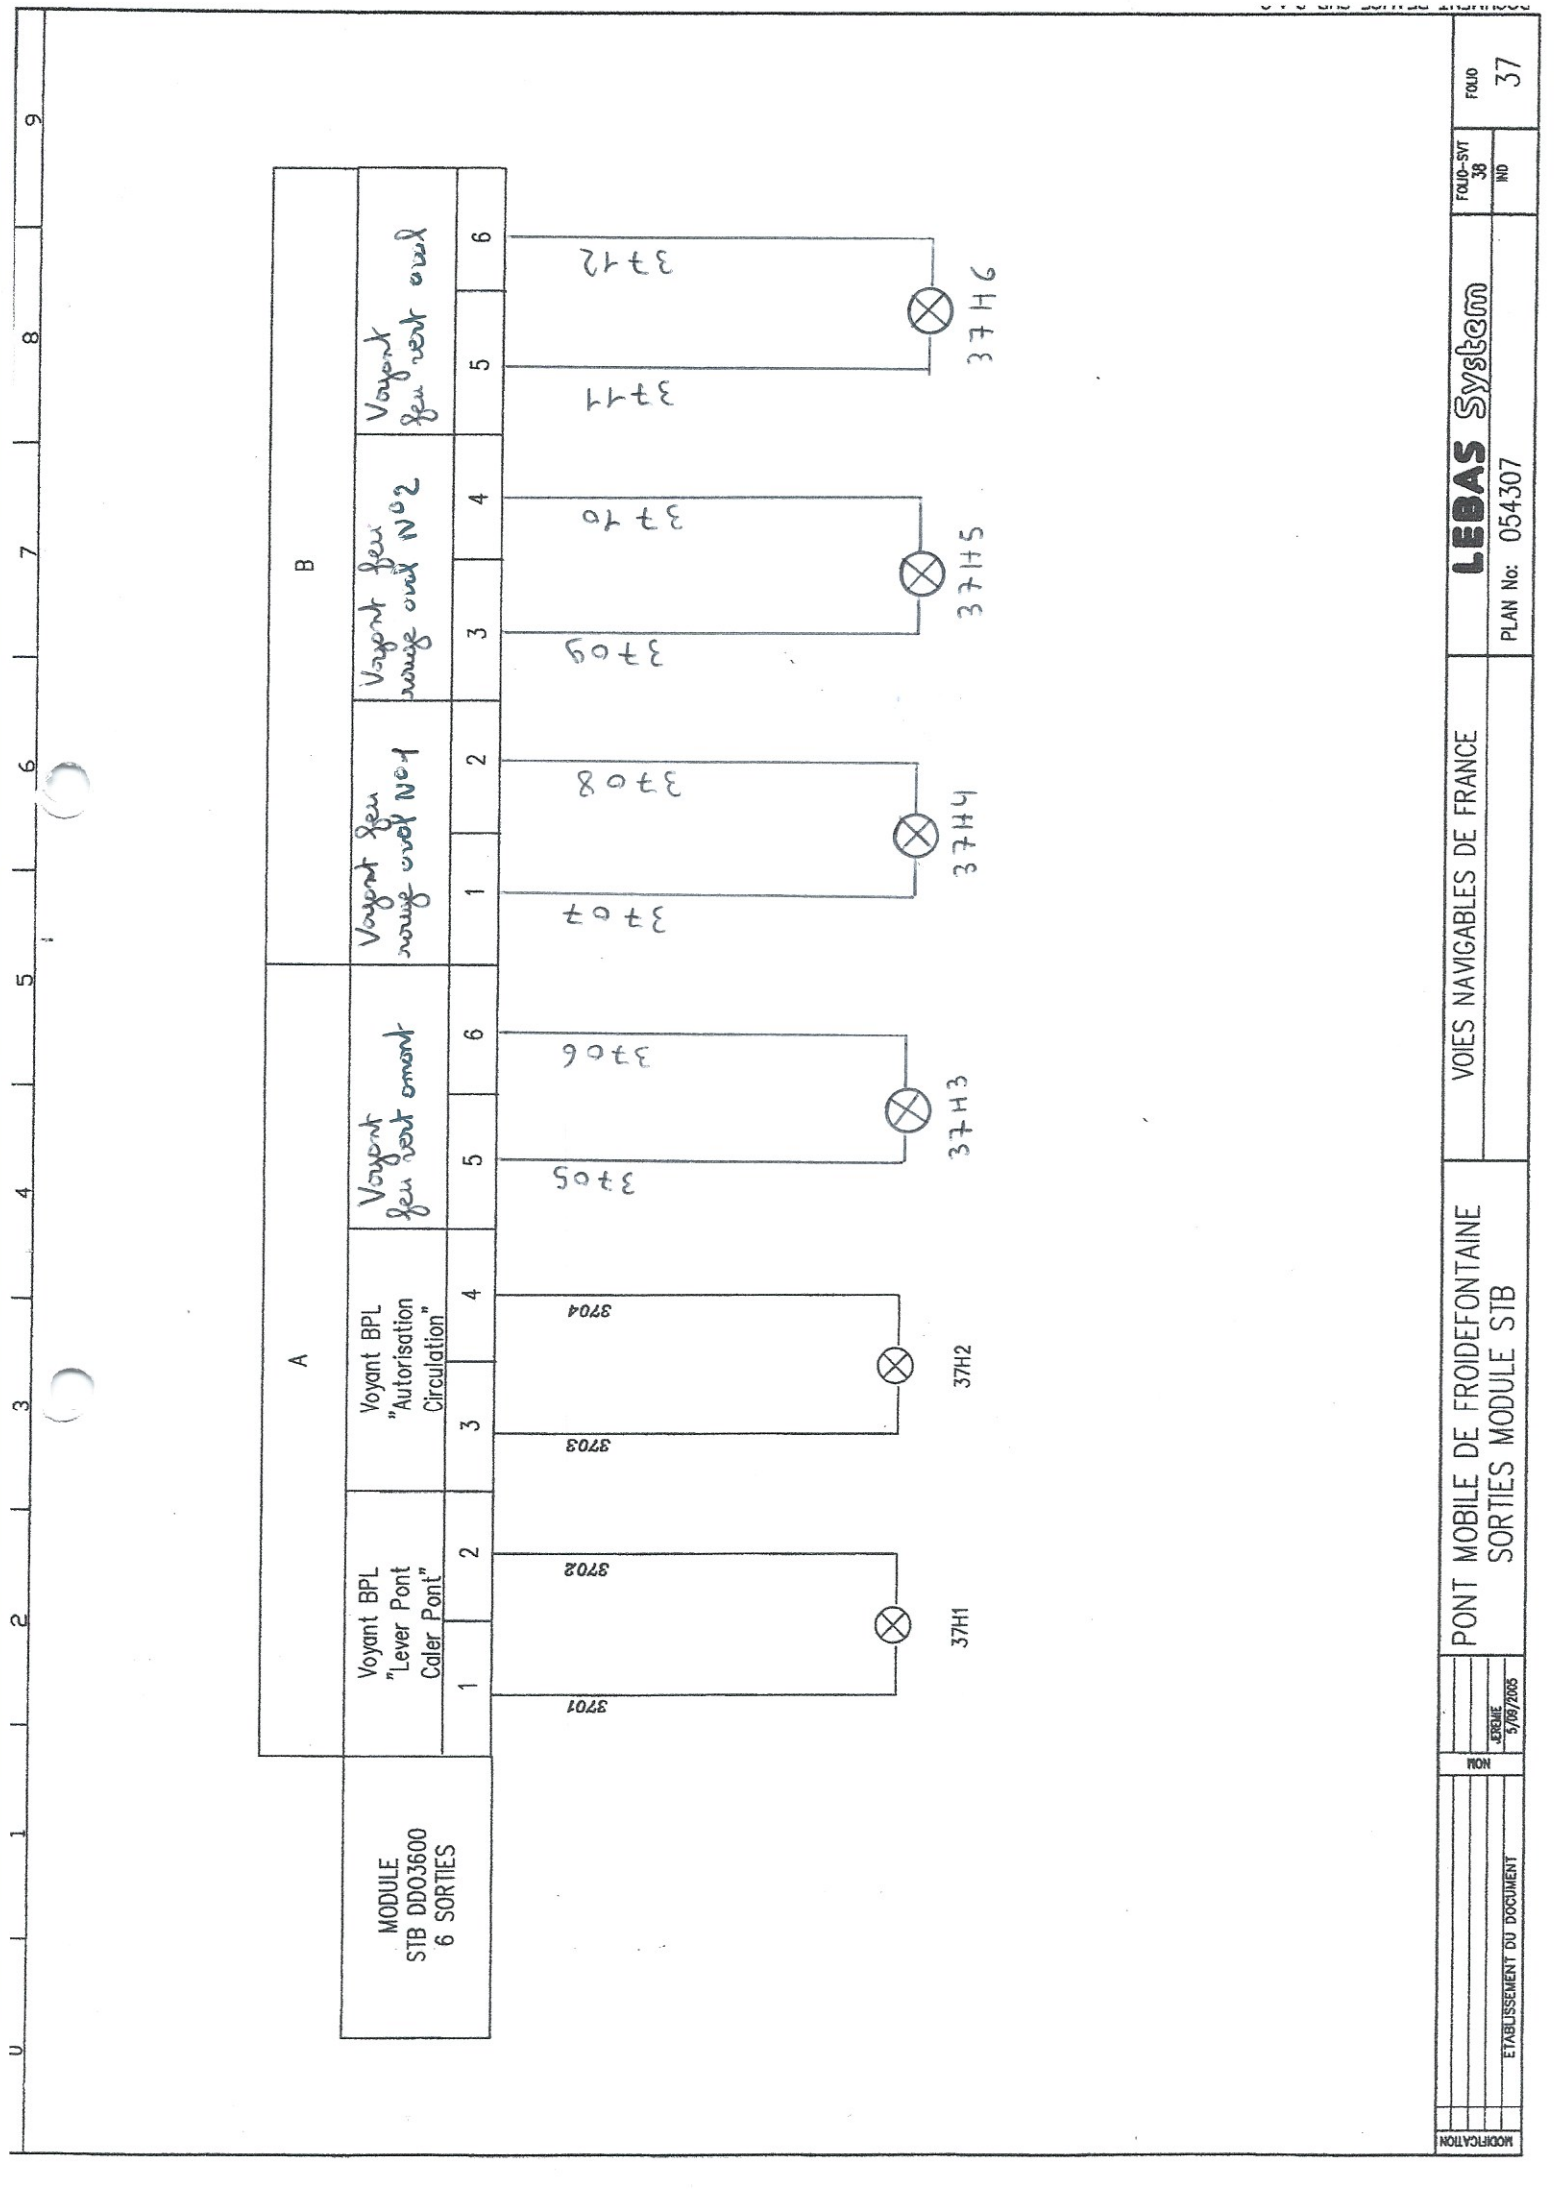 0 1 2 3 4 5 6 7 8 9
A
B
MODULE
STB DDO3600
6 SORTIES
Voyant BPL
"Lever Pont
Caler Pont"
Voyant BPL
"Autorisation
Circulation"
Voyant
feu vert amont
Voyant feu
rouge aval N°1
Voyant feu
rouge aval N°2
Voyant
feu vert aval
1 2 3 4 5 6 1 2 3 4 5 6
3701
3702
3703
3704
3705
3706
3707
3708
3709
3710
3711
3712
37H1
37H2
37H3
37H4
37H5
37H6
MODIFICATION
ETABLISSEMENT DU DOCUMENT
NOM
JEREMIE
5/09/2005
PONT MOBILE DE FROIDEFONTAINE
SORTIES MODULE STB
VOIES NAVIGABLES DE FRANCE
LEBAS System
PLAN No: 054307
FOLIO-SVT
38
IND
FOLIO
37